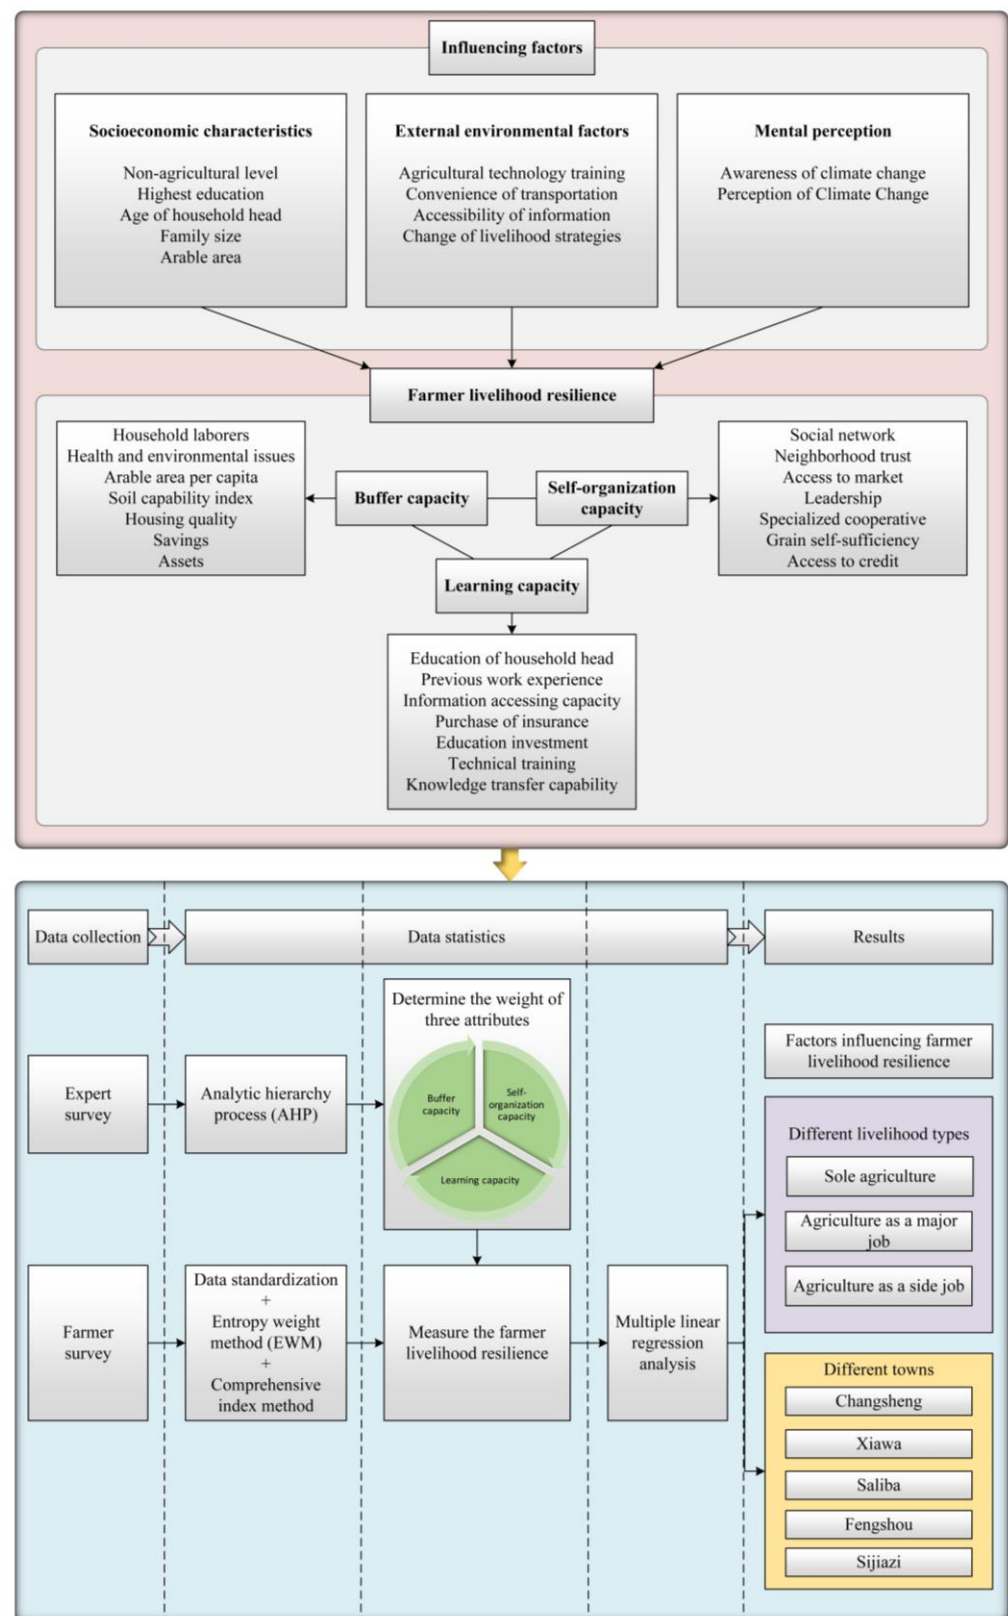 Influencing factors
Socioeconomic characteristics
Non-agricultural level
Highest education
Age of household head
Family size
Arable area
External environmental factors
Agricultural technology training
Convenience of transportation
Accessibility of information
Change of livelihood strategies
Mental perception
Awareness of climate change
Perception of Climate Change
Farmer livelihood resilience
Household laborers
Health and environmental issues
Arable area per capita
Soil capability index
Housing quality
Savings
Assets
Buffer capacity
Self-organization
capacity
Social network
Neighborhood trust
Access to market
Leadership
Specialized cooperative
Grain self-sufficiency
Access to credit
Learning capacity
Education of household head
Previous work experience
Information accessing capacity
Purchase of insurance
Education investment
Technical training
Knowledge transfer capability
Data collection
Data statistics
Results
Expert
survey
Analytic hierarchy
process (AHP)
Determine the weight of
three attributes
Buffer
capacity
Self-
organization
capacity
Learning capacity
Factors influencing farmer
livelihood resilience
Different livelihood types
Sole agriculture
Agriculture as a major
job
Agriculture as a side job
Farmer
survey
Data standardization
+
Entropy weight
method (EWM)
+
Comprehensive
index method
Measure the farmer
livelihood resilience
Multiple linear
regression
analysis
Different towns
Changsheng
Xiawa
Saliba
Fengshou
Sijiazi